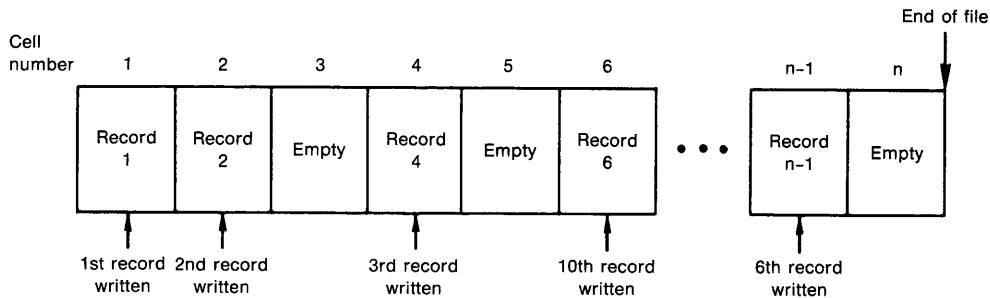 End of file
Cell
number 1 2 3 4 5 6 n-1 n
Record
1
Record
2
Empty
Record
4
Empty
Record
6
• • •
Record
n-1
Empty
1st record
written
2nd record
written
3rd record
written
10th record
written
6th record
written